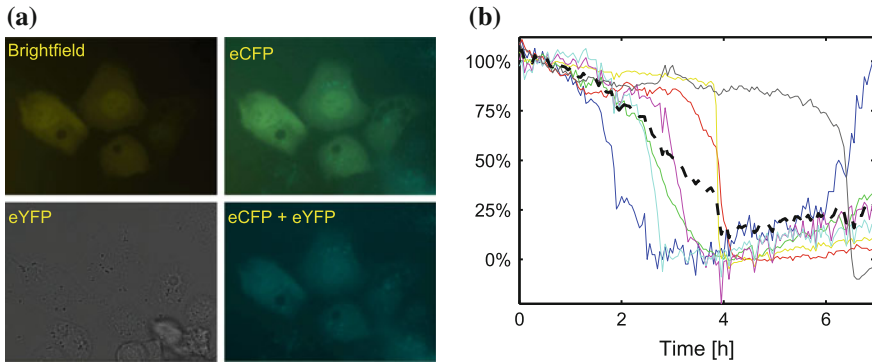 (a)
Brightfield
eCFP
eYFP
eCFP + eYFP
(b)
100%
75%
50%
25%
0%
0
2
4
6
Time [h]